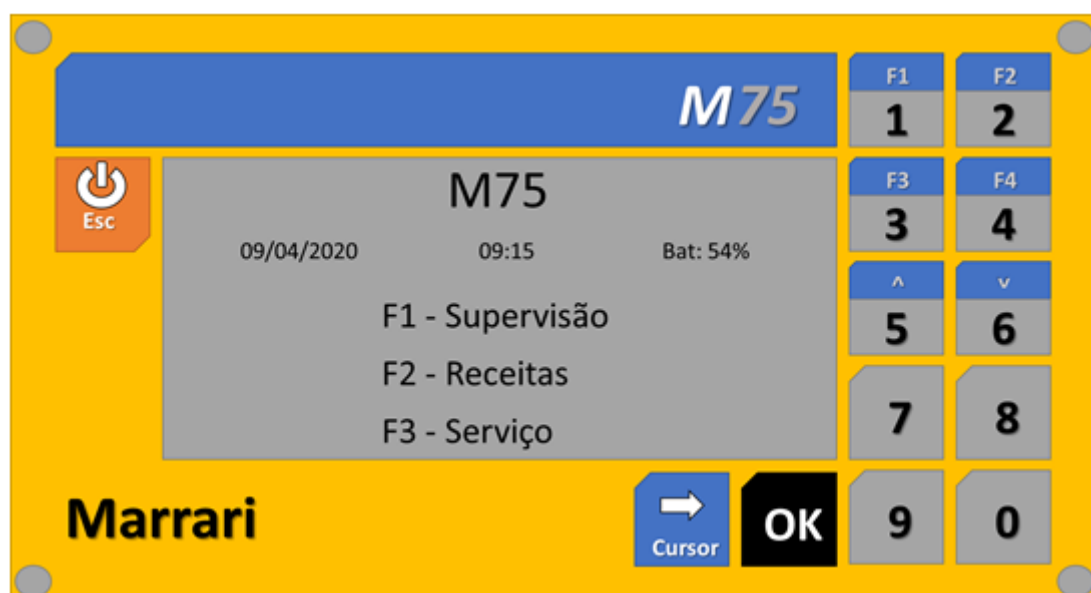 M75
F1 F2
1 2
Esc
M75
09/04/2020 09:15 Bat: 54%
F1 - Supervisão
F2 - Receitas
F3 - Serviço
F3 F4
3 4
^ v
5 6
7 8
Marrari
Cursor
OK
9 0